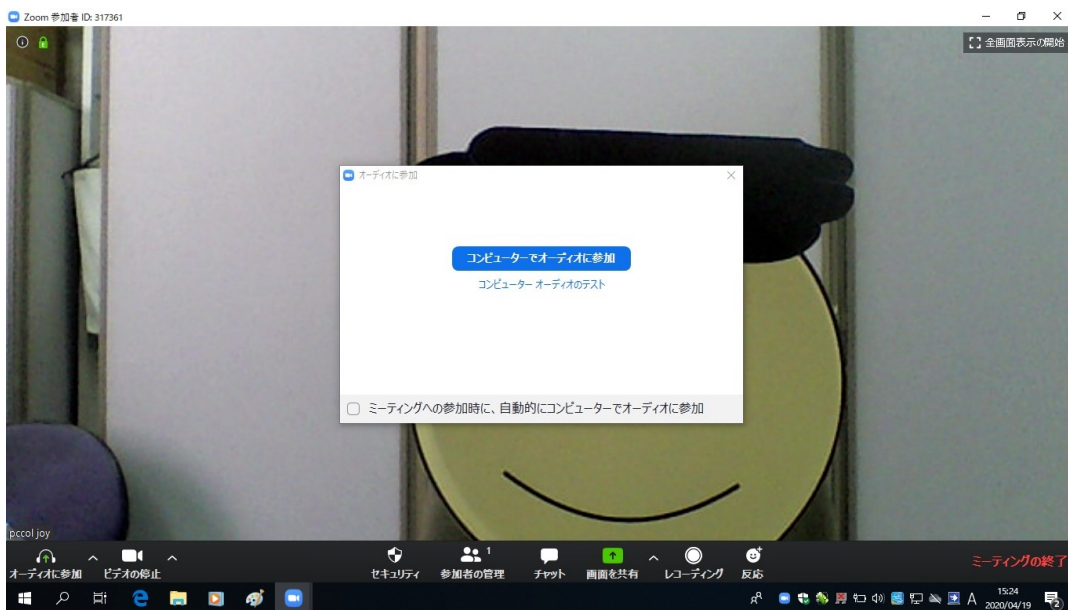 Zoom 参加者 ID: 317361
全画面表示の開始
オーディオに参加
コンピューターでオーディオに参加
コンピューター オーディオのテスト
ミーティングへの参加時に、自動的にコンピューターでオーディオに参加
pccol joy
オーディオに参加
ビデオの停止
セキュリティ
参加者の管理
1
チャット
画面を共有
レコーディング
反応
ミーティングの終了
A
15:24
2020/04/19
2